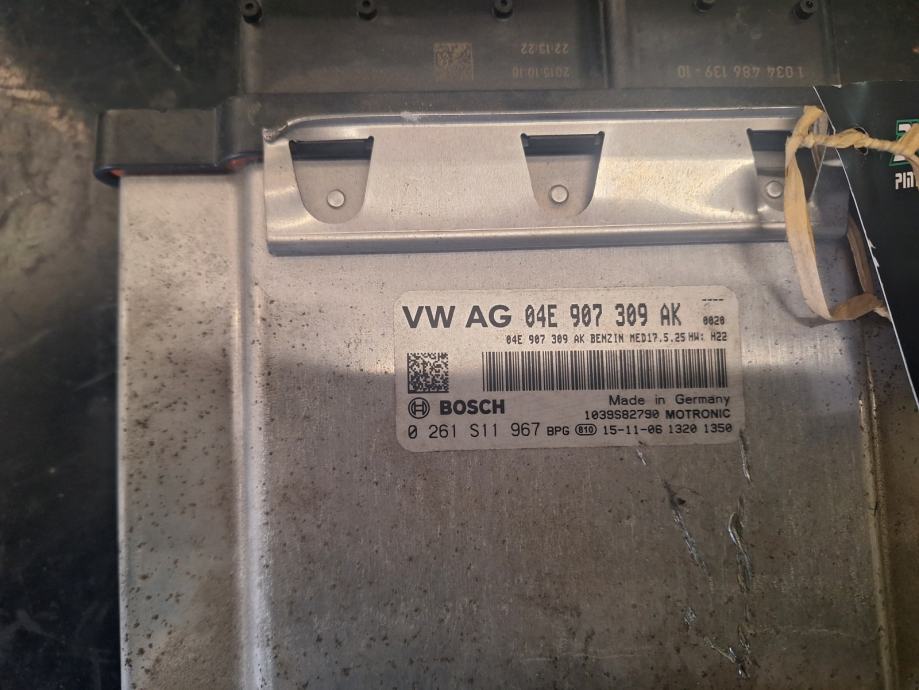 22:13:22
2015.10.10
1 034 486 139-10
VW AG 04E 907 309 AK 0020
04E 907 309 AK BENZIN MED17.5.25 HW: H22
BOSCH
Made in Germany
1039S82790 MOTRONIC
0 261 S11 967 BPG 810 15-11-06 1320 1350